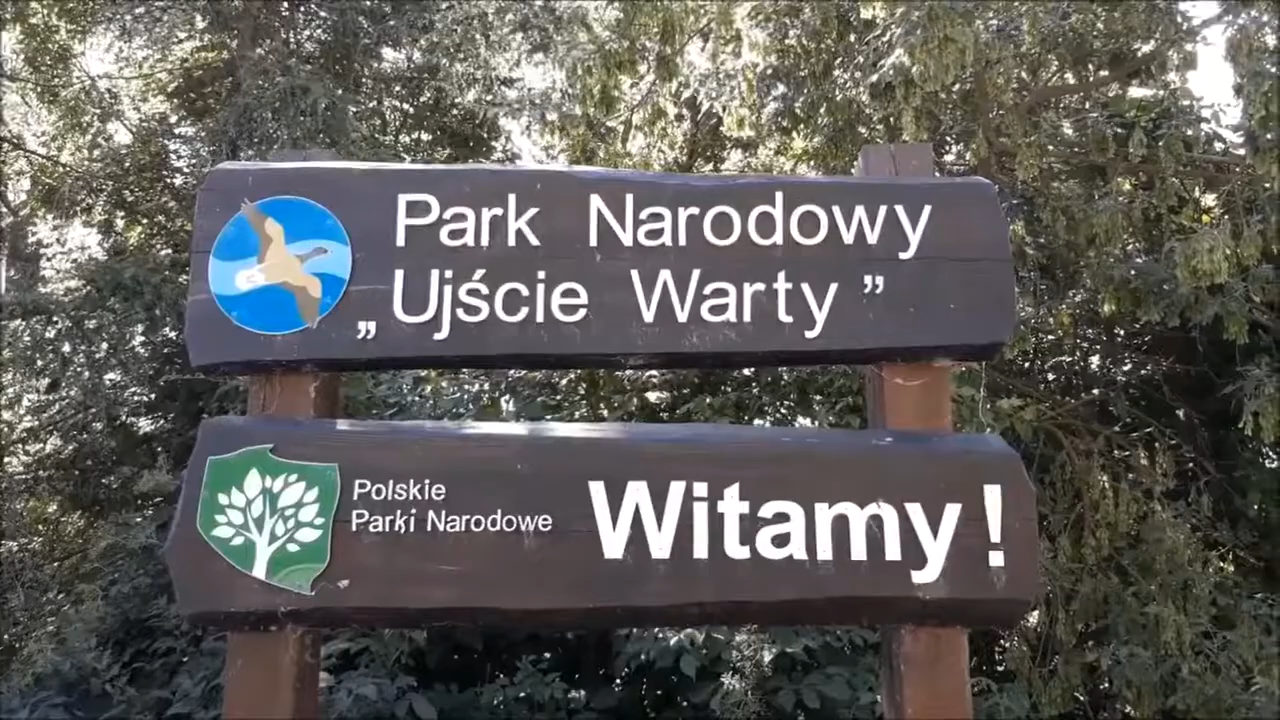 Park Narodowy
„Ujście Warty”
Polskie
Parki Narodowe
Witamy!